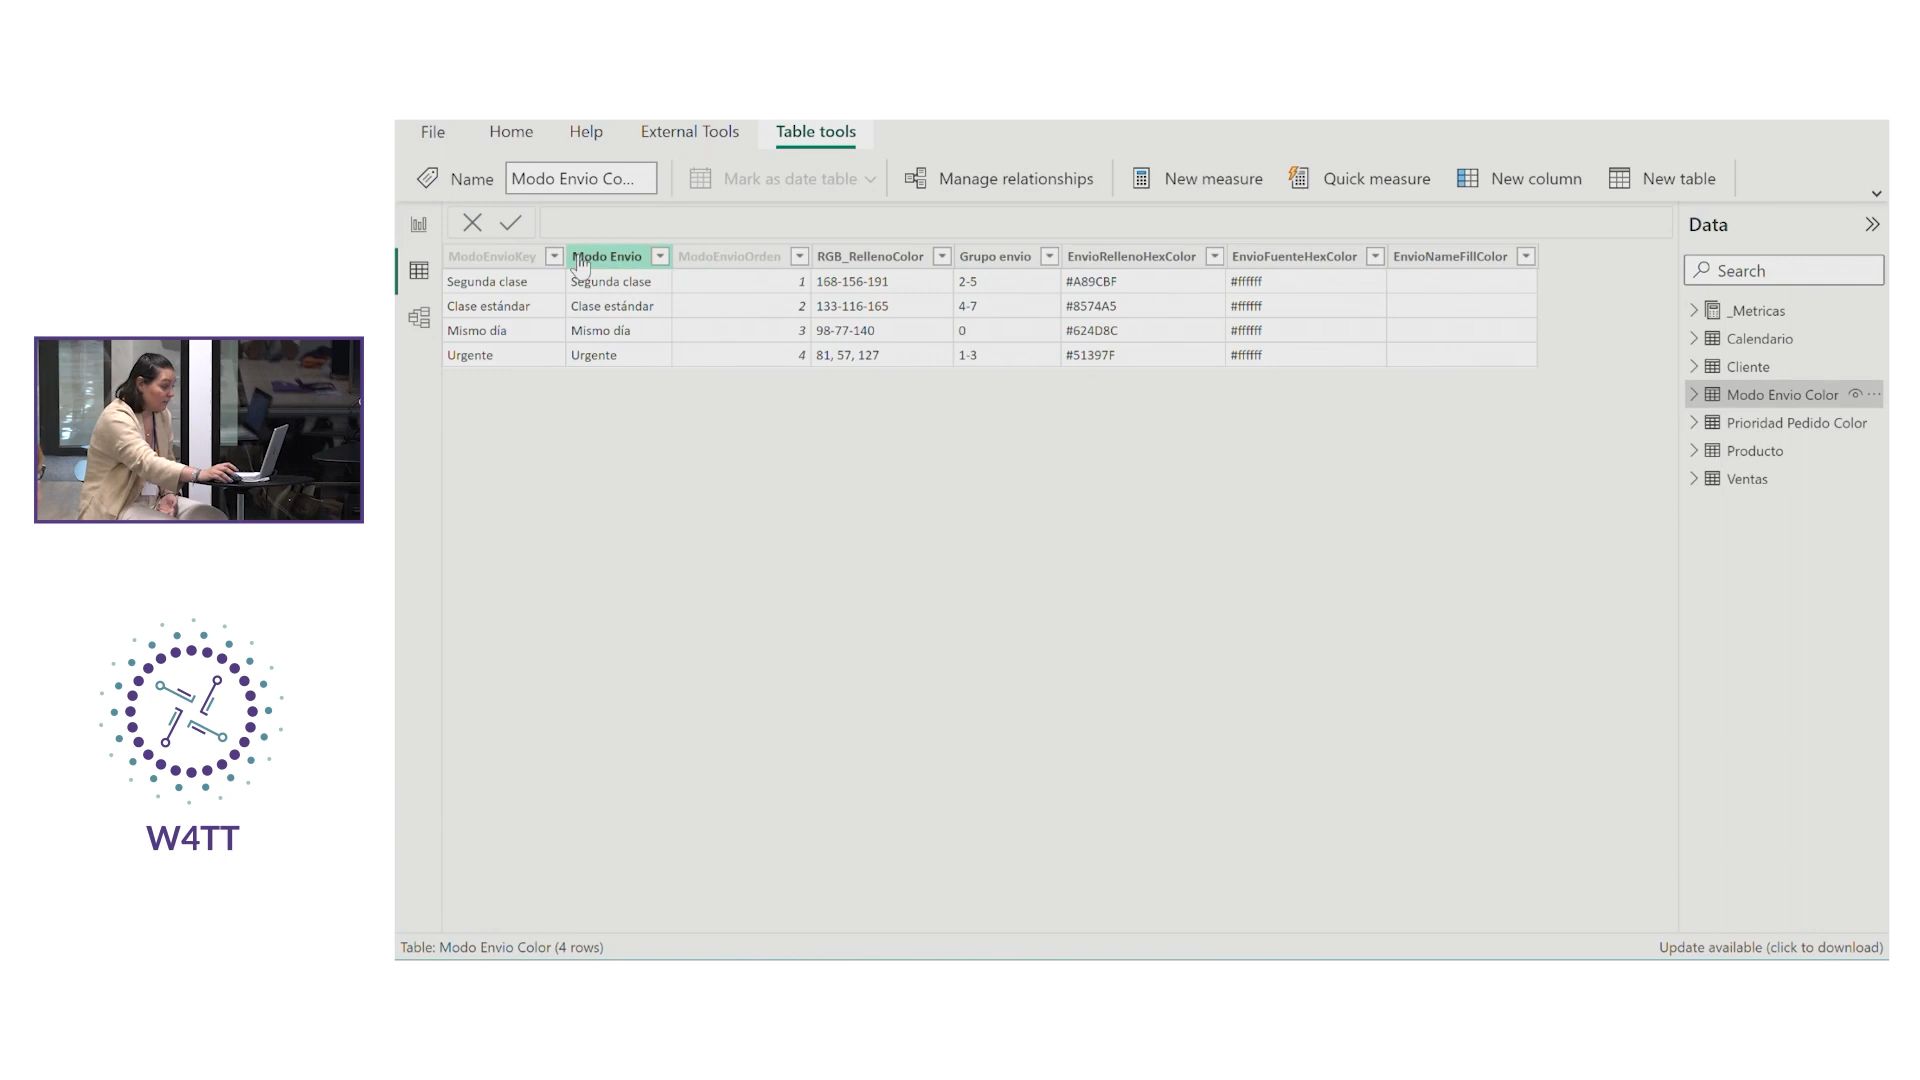 File Home Help External Tools Table tools
Name Modo Envio Co... Mark as date table Manage relationships New measure Quick measure New column New table
Data
Search
ModoEnvioKey Modo Envio ModoEnvioOrden RGB_RellenoColor Grupo envio EnvioRellenoHexColor EnvioFuenteHexColor EnvioNameFillColor
Segunda clase Segunda clase 1 168-156-191 2-5 #A89CBF #ffffff
Clase estándar Clase estándar 2 133-116-165 4-7 #8574A5 #ffffff
Mismo día Mismo día 3 98-77-140 0 #624D8C #ffffff
Urgente Urgente 4 81, 57, 127 1-3 #51397F #ffffff
_Metricas
Calendario
Cliente
Modo Envio Color
Prioridad Pedido Color
Producto
Ventas
W4TT
Table: Modo Envio Color (4 rows)
Update available (click to download)